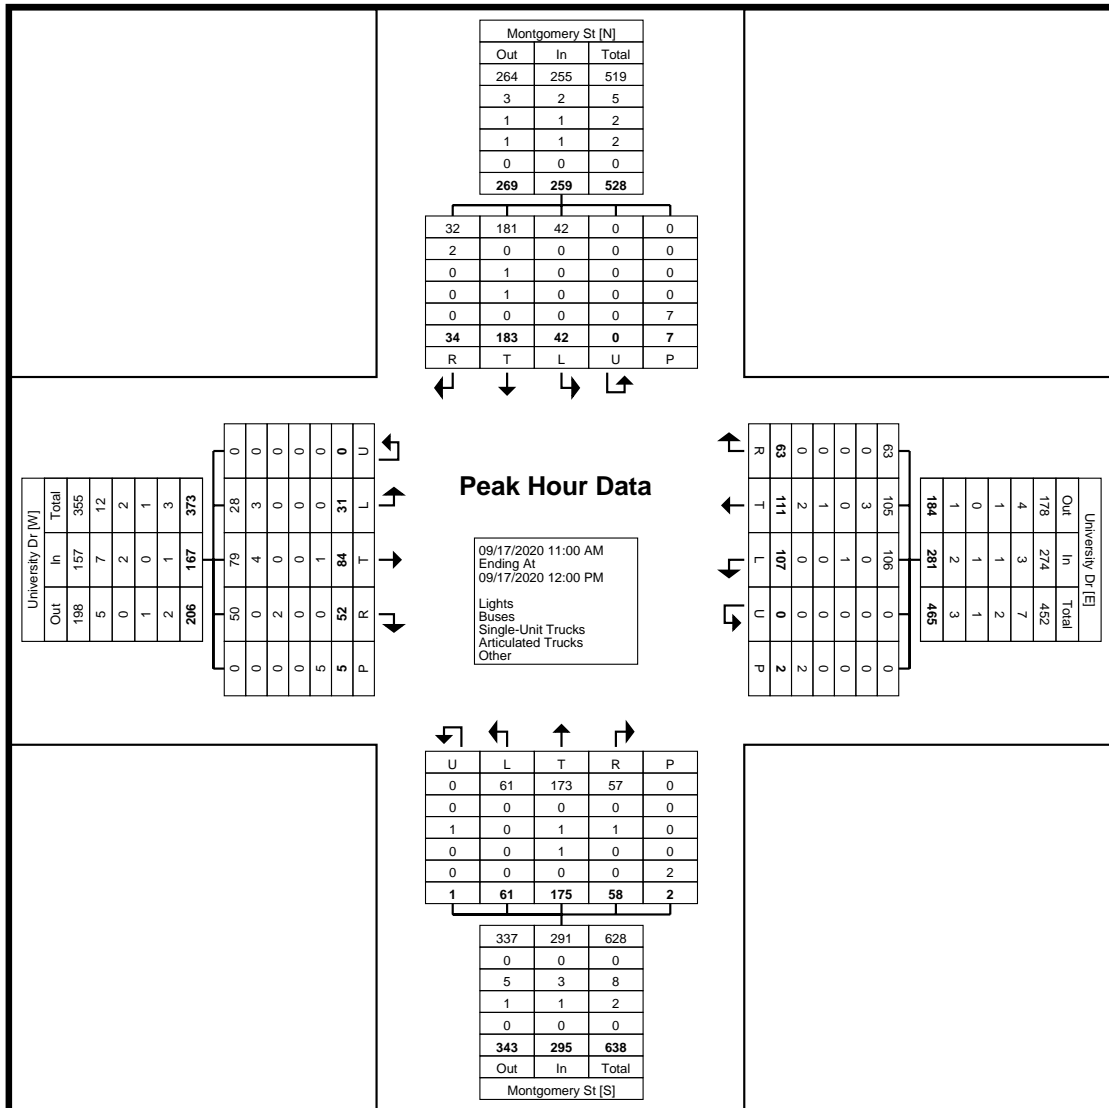 Montgomery St [N]
Out In Total
264 255 519
3 2 5
1 1 2
1 1 2
0 0 0
269 259 528
32 181 42 0 0
2 0 0 0 0
0 1 0 0 0
0 1 0 0 0
0 0 0 0 7
34 183 42 0 7
R T L U P
University Dr [W]
Total 355 12 2 1 3 373
In 157 7 2 0 1 167
Out 198 5 0 1 2 206
0 0 0 0 0 0 U
28 3 0 0 0 31 L
79 4 0 0 1 84 T
50 0 2 0 0 52 R
0 0 0 0 5 5 P
Peak Hour Data
09/17/2020 11:00 AM
Ending At
09/17/2020 12:00 PM
Lights
Buses
Single-Unit Trucks
Articulated Trucks
Other
R 63 0 0 0 0 63
T 111 2 1 0 3 105
L 107 0 0 1 0 106
U 0 0 0 0 0 0
P 2 2 0 0 0 0
184 1 0 1 4 178 Out
281 2 1 1 3 274 In
465 3 1 2 7 452 Total
University Dr [E]
U L T R P
0 61 173 57 0
0 0 0 0 0
1 0 1 1 0
0 0 1 0 0
0 0 0 0 2
1 61 175 58 2
337 291 628
0 0 0
5 3 8
1 1 2
0 0 0
343 295 638
Out In Total
Montgomery St [S]